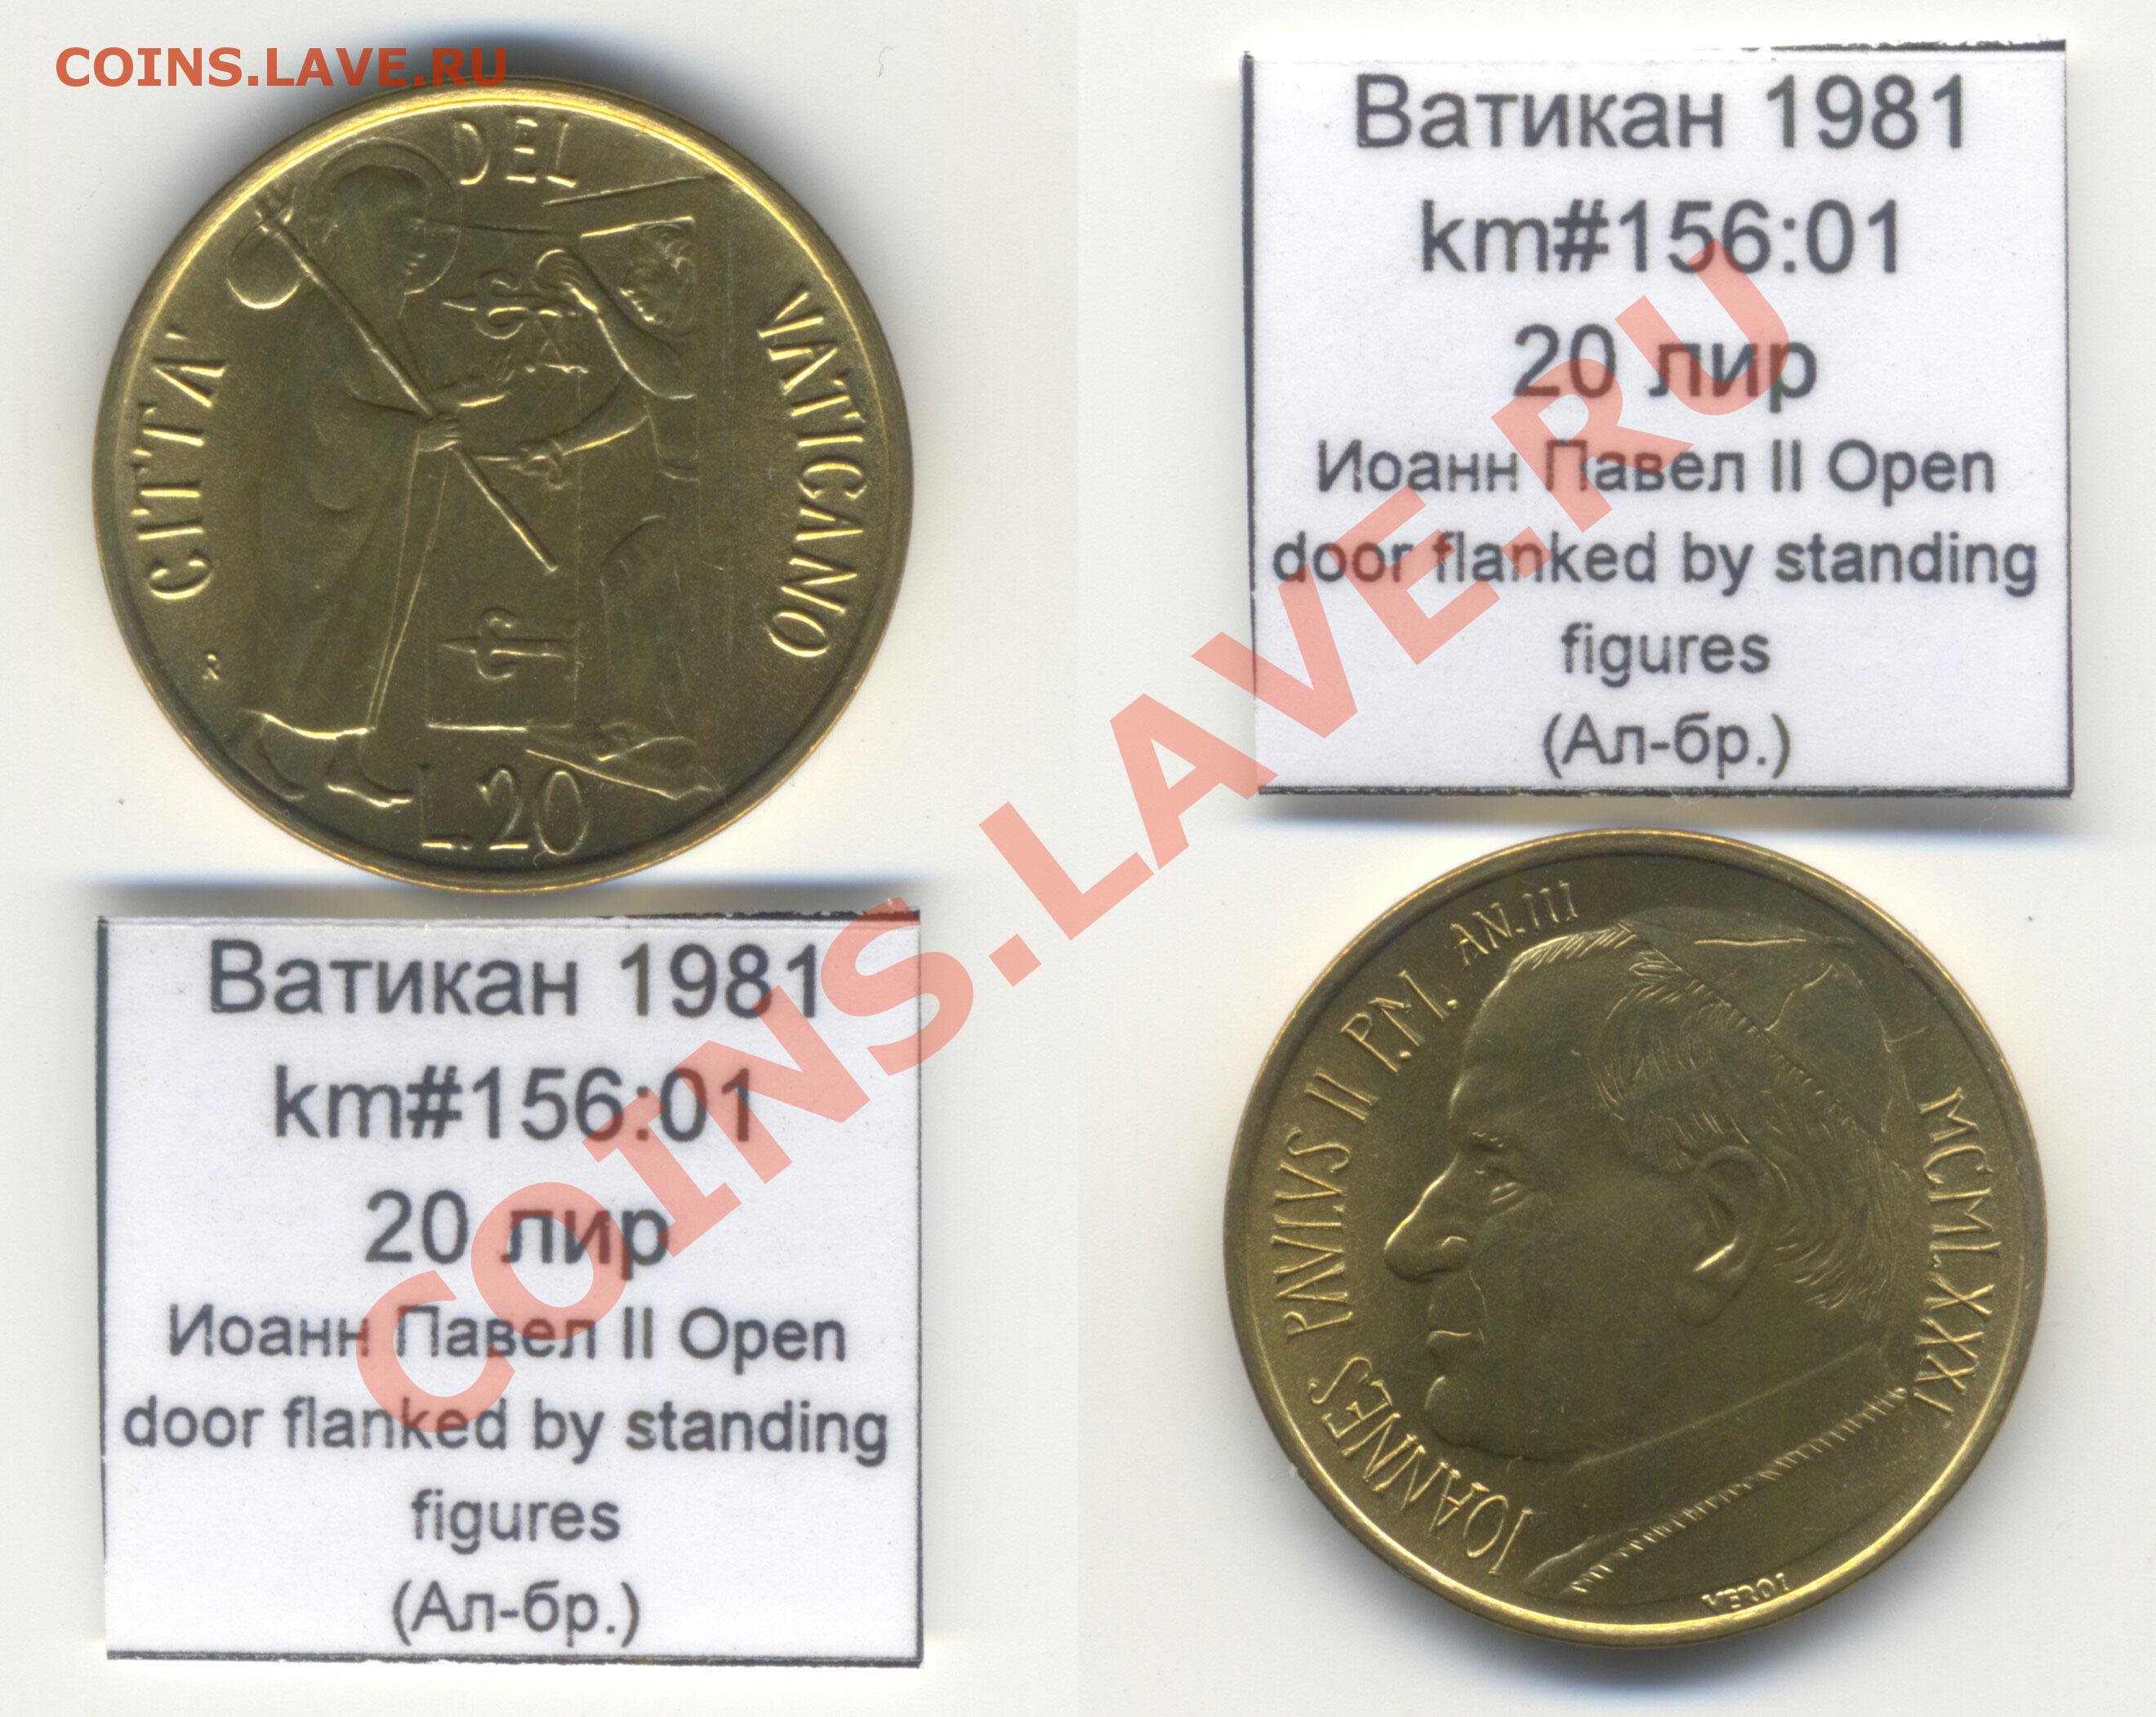 COINS.LAVE.RU
CITTA' DEL VATICANO
R
L.20
Ватикан 1981
km#156:01
20 лир
Иоанн Павел II Open
door flanked by standing
figures
(Ал-бр.)
Ватикан 1981
km#156:01
20 лир
Иоанн Павел II Open
door flanked by standing
figures
(Ал-бр.)
IOANNES PAVLVS II P.M. AN.III MCMLXXXI
VEROI
COINS.LAVE.RU